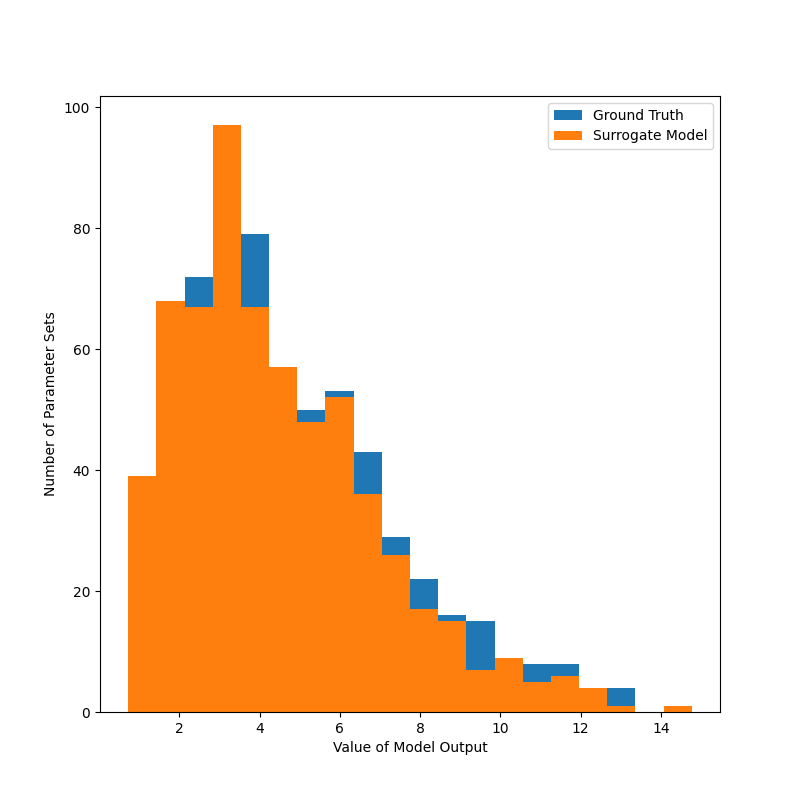 Ground Truth
Surrogate Model
100
80
60
40
20
0
Number of Parameter Sets
2 4 6 8 10 12 14
Value of Model Output